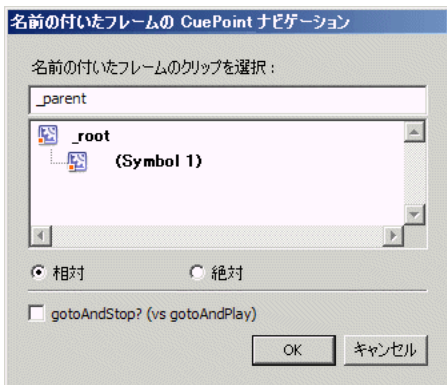 名前の付いたフレームの CuePoint ナビゲーション
名前の付いたフレームのクリップを選択：
_parent
_root
(Symbol 1)
相対 絶対
gotoAndStop? (vs gotoAndPlay)
OK キャンセル